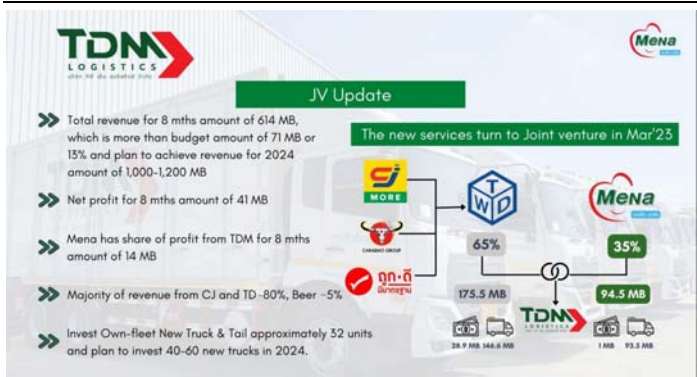 TDM
LOGISTICS
Mena
JV Update
Total revenue for 8 mths amount of 614 MB,
which is more than budget amount of 71 MB or
13% and plan to achieve revenue for 2024
amount of 1,000-1,200 MB
Net profit for 8 mths amount of 41 MB
Mena has share of profit from TDM for 8 mths
amount of 14 MB
Majority of revenue from CJ and TD ~80%, Beer ~5%
Invest Own-fleet New Truck & Tail approximately 32 units
and plan to invest 40-60 new trucks in 2024.
The new services turn to Joint venture in Mar'23
CJ
MORE
CARABAO GROUP
ถูกดี
มีมาตรฐาน
T
W D
Mena
65%
35%
175.5 MB
94.5 MB
TDM
LOGISTICS
28.9 MB 146.6 MB
1 MB 93.5 MB